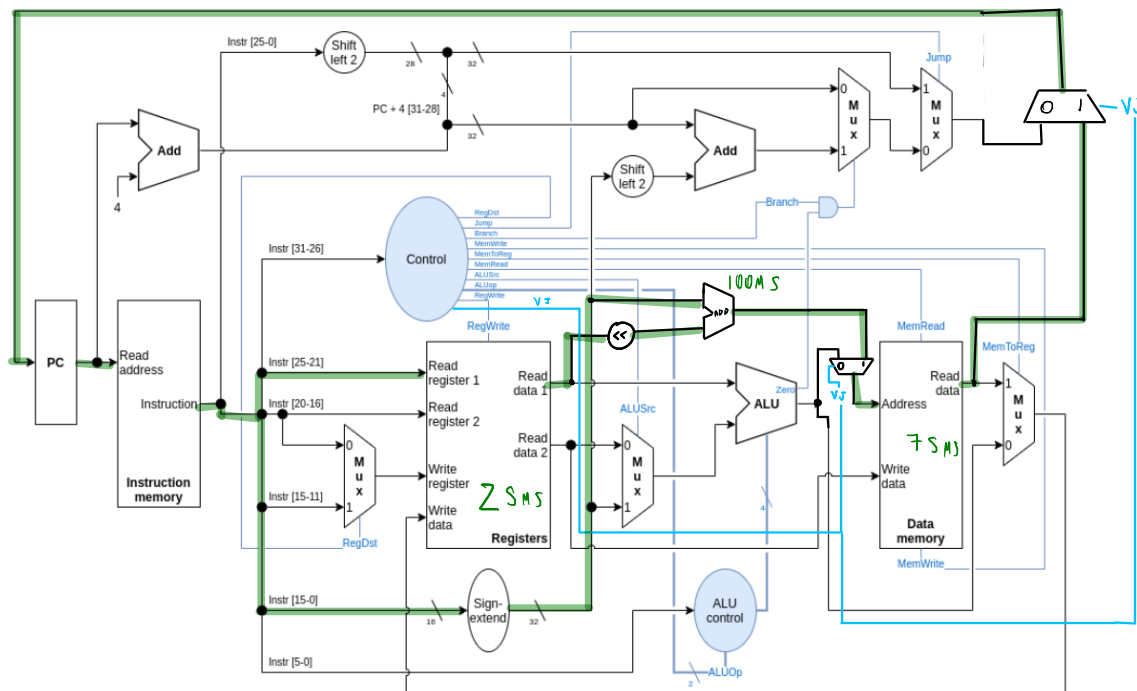 Instr [25-0]
Shift
left 2
28
32
4
PC + 4 [31-28]
32
Add
4
Add
Shift
left 2
0
M
u
x
1
Jump
1
M
u
x
0
0 1
VJ
Branch
Control
RegDst
Jump
Branch
MemWrite
MemToReg
MemRead
ALUSrc
ALUop
RegWrite
VJ
RegWrite
Instr [31-26]
PC
Read
address
Instruction
Instruction
memory
Instr [25-21]
Instr [20-16]
0
M
u
x
1
Instr [15-11]
RegDst
Read
register 1
Read
register 2
Write
register
Write
data
Read
data 1
Read
data 2
25ms
Registers
<<
ADD
100MS
ALUSrc
0
M
u
x
1
Zero
ALU
4
0 1
VJ
MemRead
Read
data
Address
75MS
Write
data
Data
memory
MemWrite
MemToReg
1
M
u
x
0
Instr [15-0]
16
Sign-
extend
32
ALU
control
Instr [5-0]
2
ALUOp